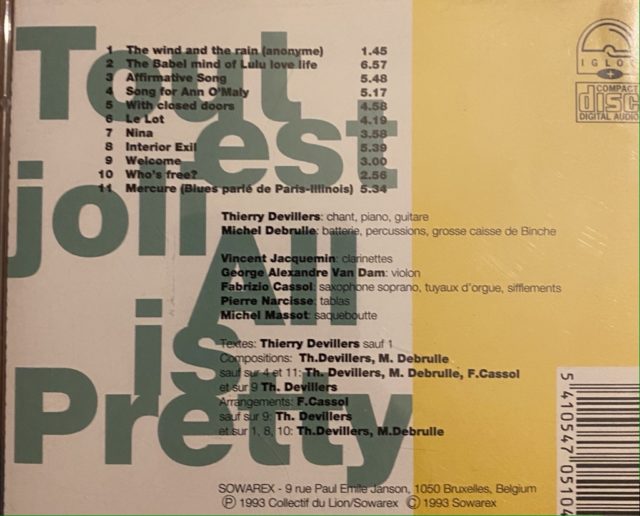 Tout
est
joli
All
is
Pretty
1 The wind and the rain (anonyme) 1.45
2 The Babel mind of Lulu love life 6.57
3 Affirmative Song 5.48
4 Song for Ann O'Maly 5.17
5 With closed doors 4.58
6 Le Lot 4.19
7 Nina 3.58
8 Interior Exil 5.39
9 Welcome 3.00
10 Who's free? 2.56
11 Mercure (Blues parlé de Paris-Illinois) 5.34
Thierry Devillers: chant, piano, guitare
Michel Debrulle: batterie, percussions, grosse caisse de Binche
Vincent Jacquemin: clarinettes
George Alexandre Van Dam: violon
Fabrizio Cassol: saxophone soprano, tuyaux d'orgue, sifflements
Pierre Narcisse: tablas
Michel Massot: saqueboutte
Textes: Thierry Devillers sauf 1
Compositions: Th.Devillers, M. Debrulle
sauf sur 4 et 11: Th. Devillers, M. Debrulle, F.Cassol
et sur 9 Th. Devillers
Arrangements: F.Cassol
sauf sur 9: Th. Devillers
et sur 1, 8, 10: Th.Devillers, M.Debrulle
SOWAREX - 9 rue Paul Emile Janson, 1050 Bruxelles, Belgium
Ⓟ 1993 Collectif du Lion/Sowarex © 1993 Sowarex
IGLOO
COMPACT
disc
DIGITAL AUDIO
5 410547 05104